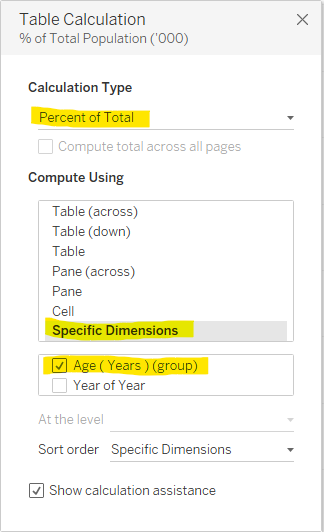 Table Calculation
% of Total Population ('000)
Calculation Type
Percent of Total
Compute total across all pages
Compute Using
Table (across)
Table (down)
Table
Pane (across)
Pane
Cell
Specific Dimensions
Age ( Years ) (group)
Year of Year
At the level
Sort order Specific Dimensions
Show calculation assistance